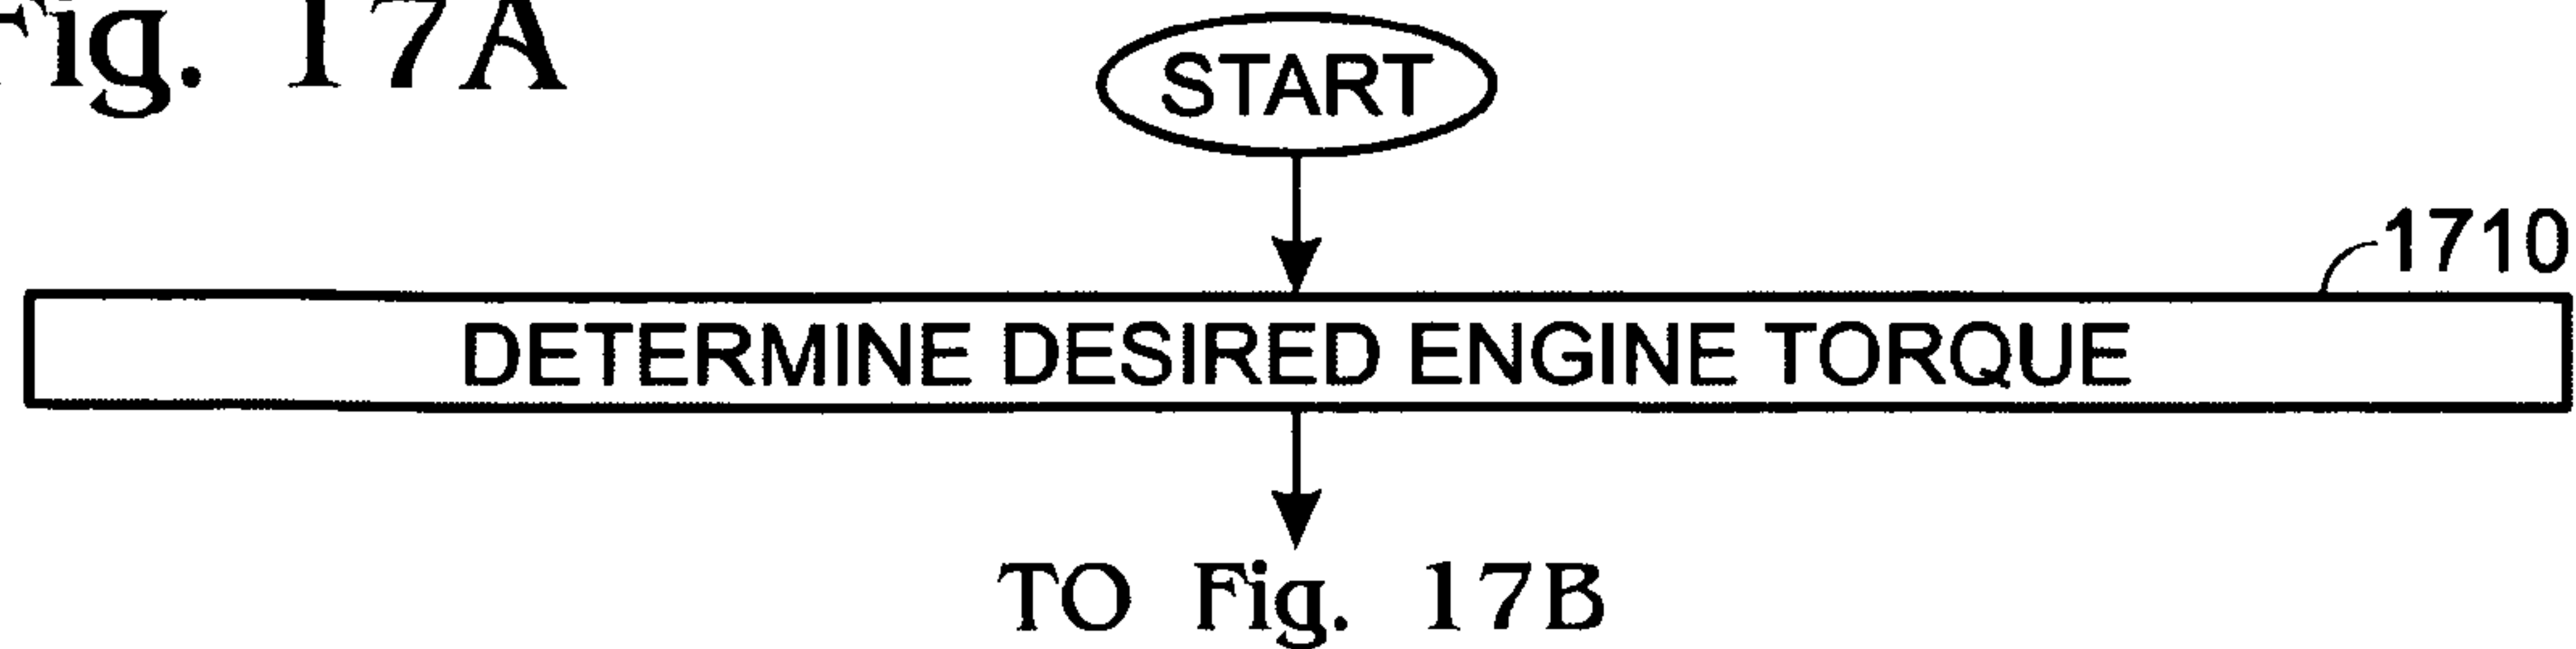 Fig. 17A
START
1710
DETERMINE DESIRED ENGINE TORQUE
TO Fig. 17B